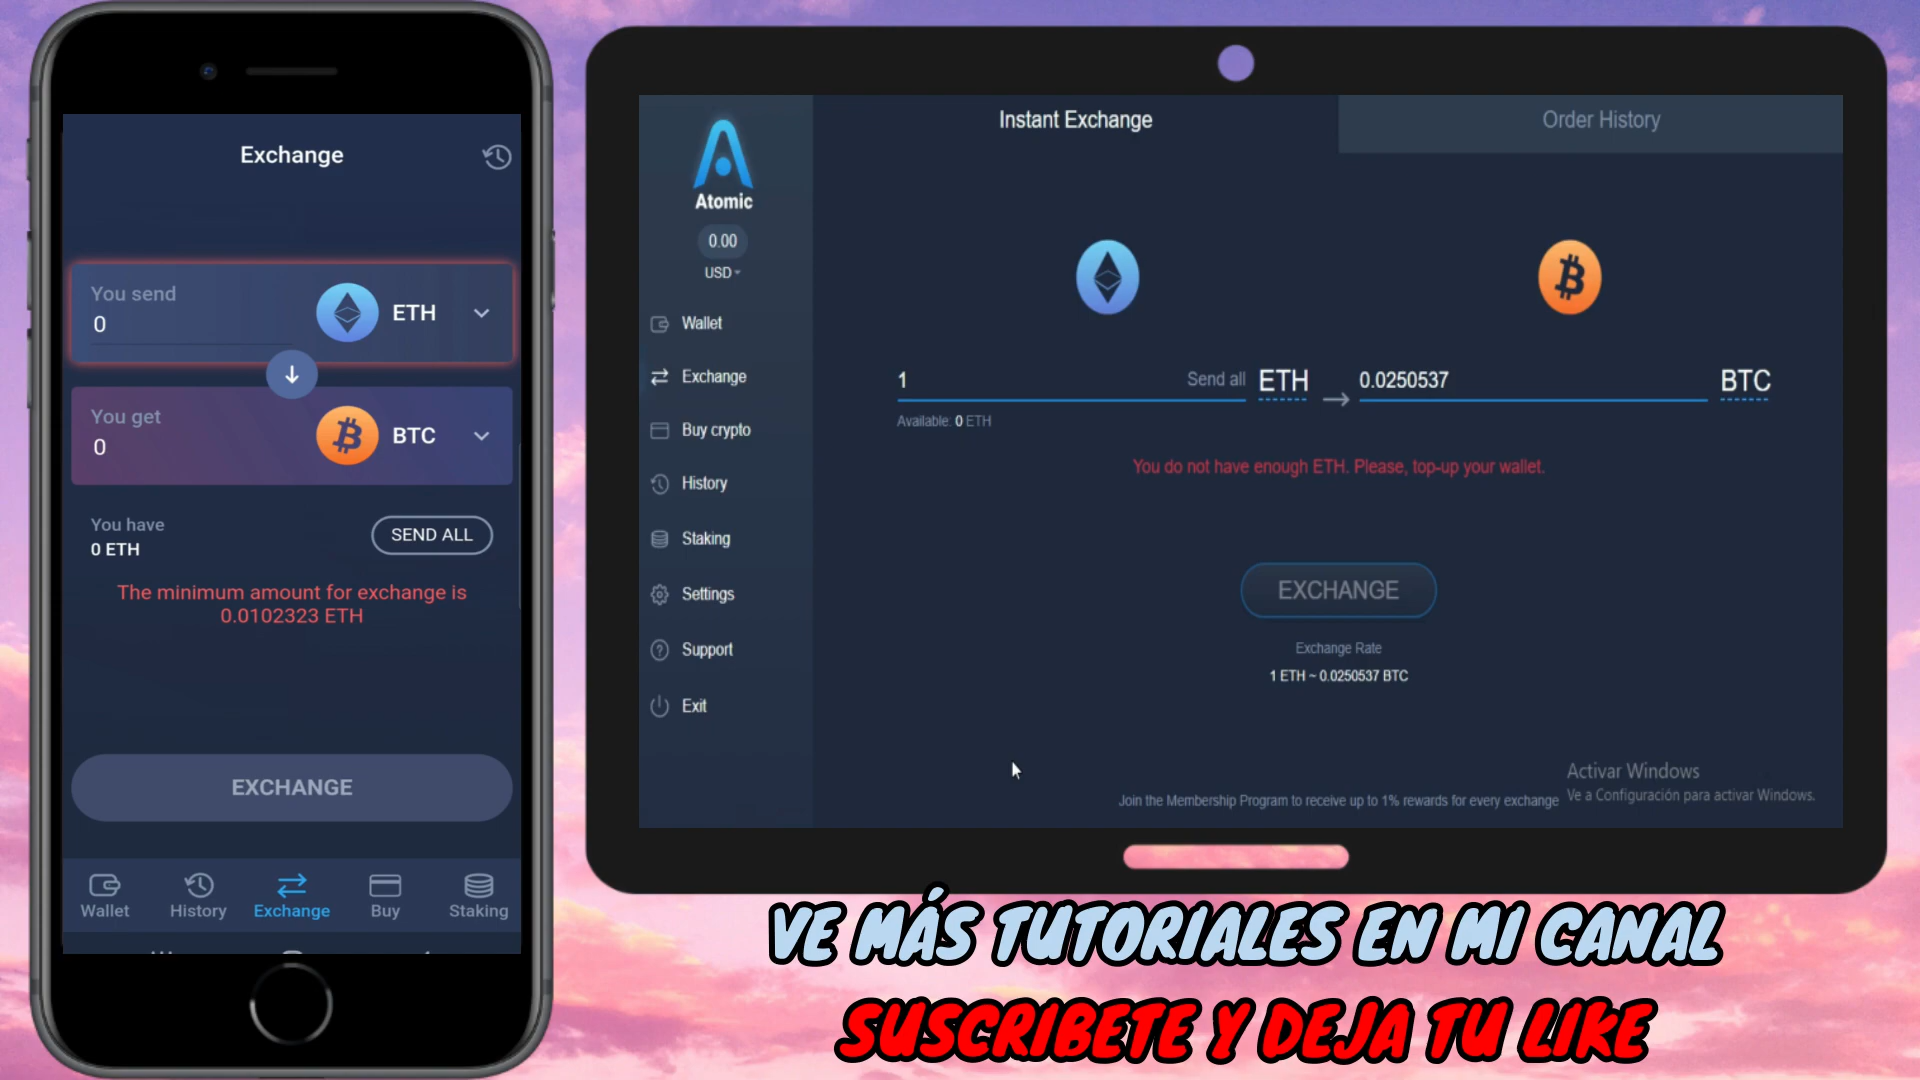 Exchange
You send
0
ETH
You get
0
BTC
You have
0 ETH
SEND ALL
The minimum amount for exchange is
0.0102323 ETH
EXCHANGE
Wallet
History
Exchange
Buy
Staking
Atomic
0.00
USD
Wallet
Exchange
Buy crypto
History
Staking
Settings
Support
Exit
Instant Exchange
Order History
1
Send all
ETH
0.0250537
BTC
Available: 0 ETH
You do not have enough ETH. Please, top-up your wallet.
EXCHANGE
Exchange Rate
1 ETH ~ 0.0250537 BTC
Activar Windows
Ve a Configuración para activar Windows.
Join the Membership Program to receive up to 1% rewards for every exchange
VE MÁS TUTORIALES EN MI CANAL
SUSCRIBETE Y DEJA TU LIKE